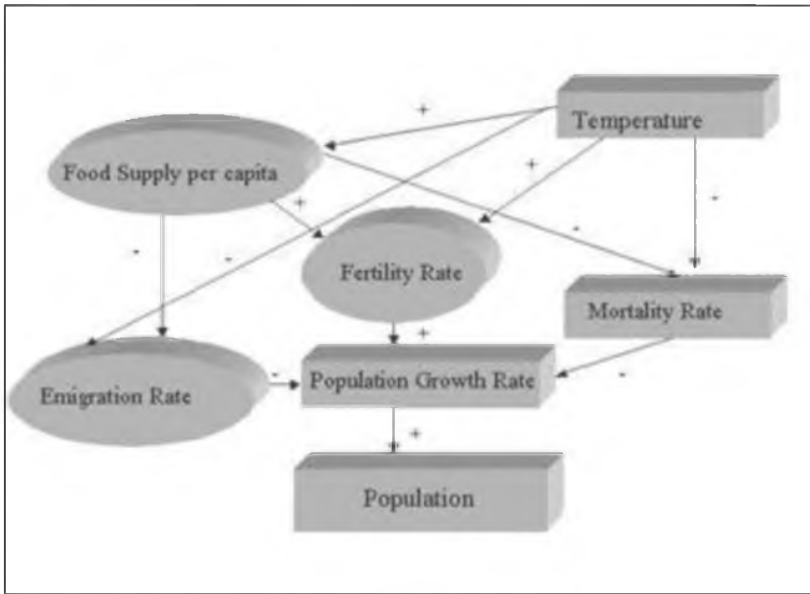 Temperature
+
Food Supply per capita
+
+
-
-
-
-
Fertility Rate
Mortality Rate
+
Population Growth Rate
-
-
Emigration Rate
+
Population